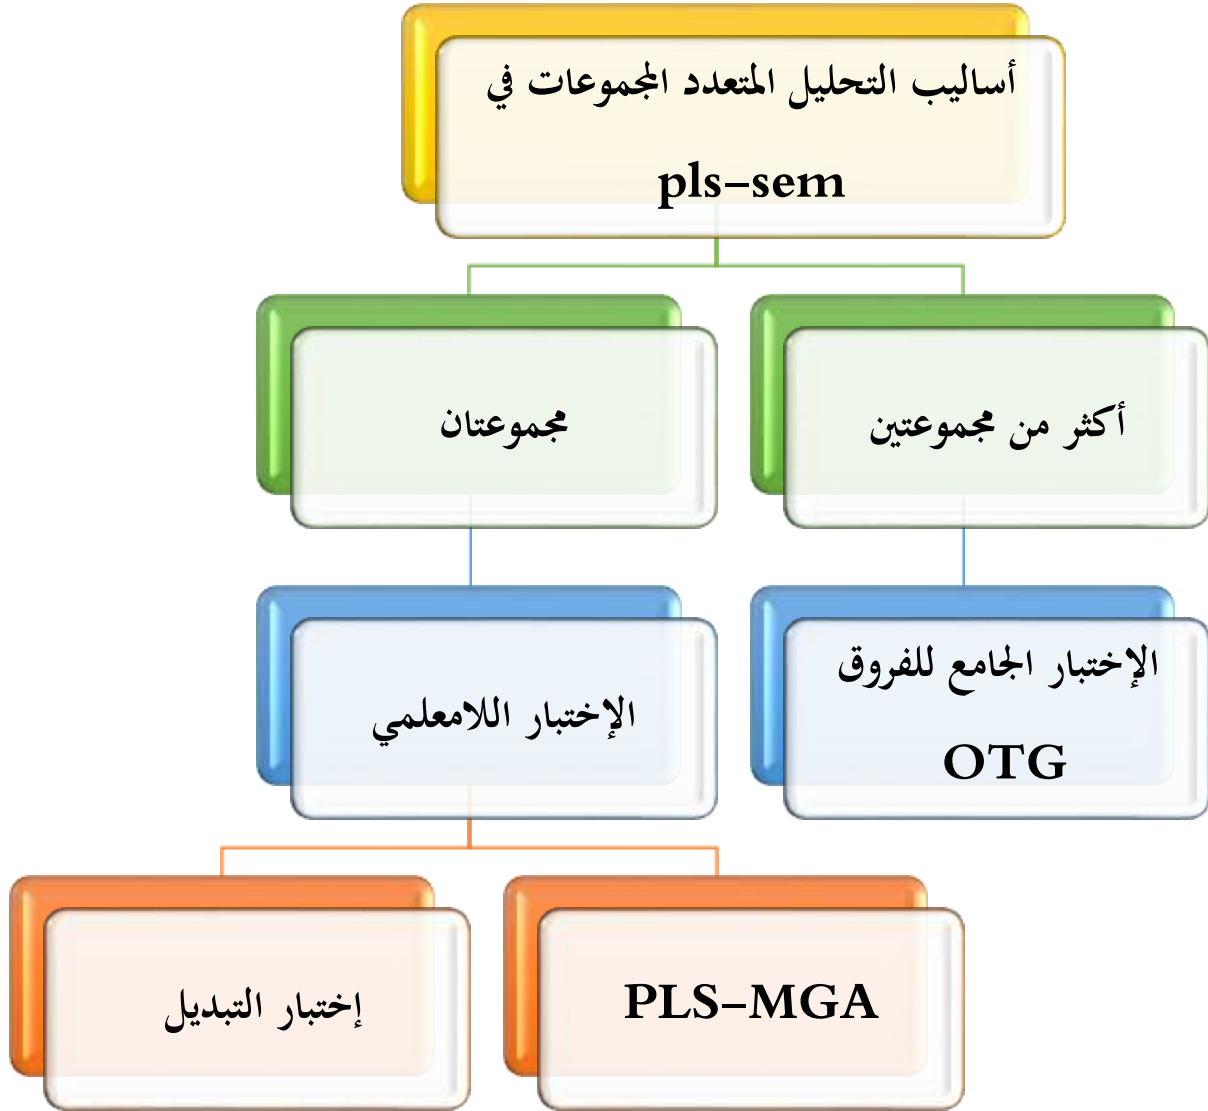 أساليب التحليل المتعدد المجموعات في
pls-sem
أكثر من مجموعتين
مجموعتان
الإختبار الجامع للفروق
OTG
الإختبار اللامعلمي
PLS-MGA
إختبار التبديل